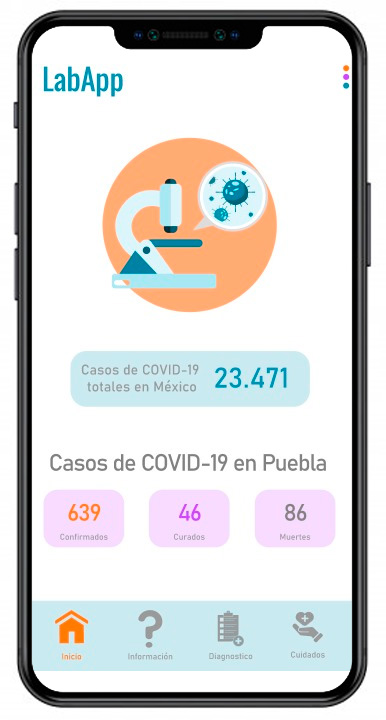 LabApp
Casos de COVID-19
totales en México
23.471
Casos de COVID-19 en Puebla
639
46
86
Confirmados
Curados
Muertes
Inicio
Información
Diagnostico
Cuidados